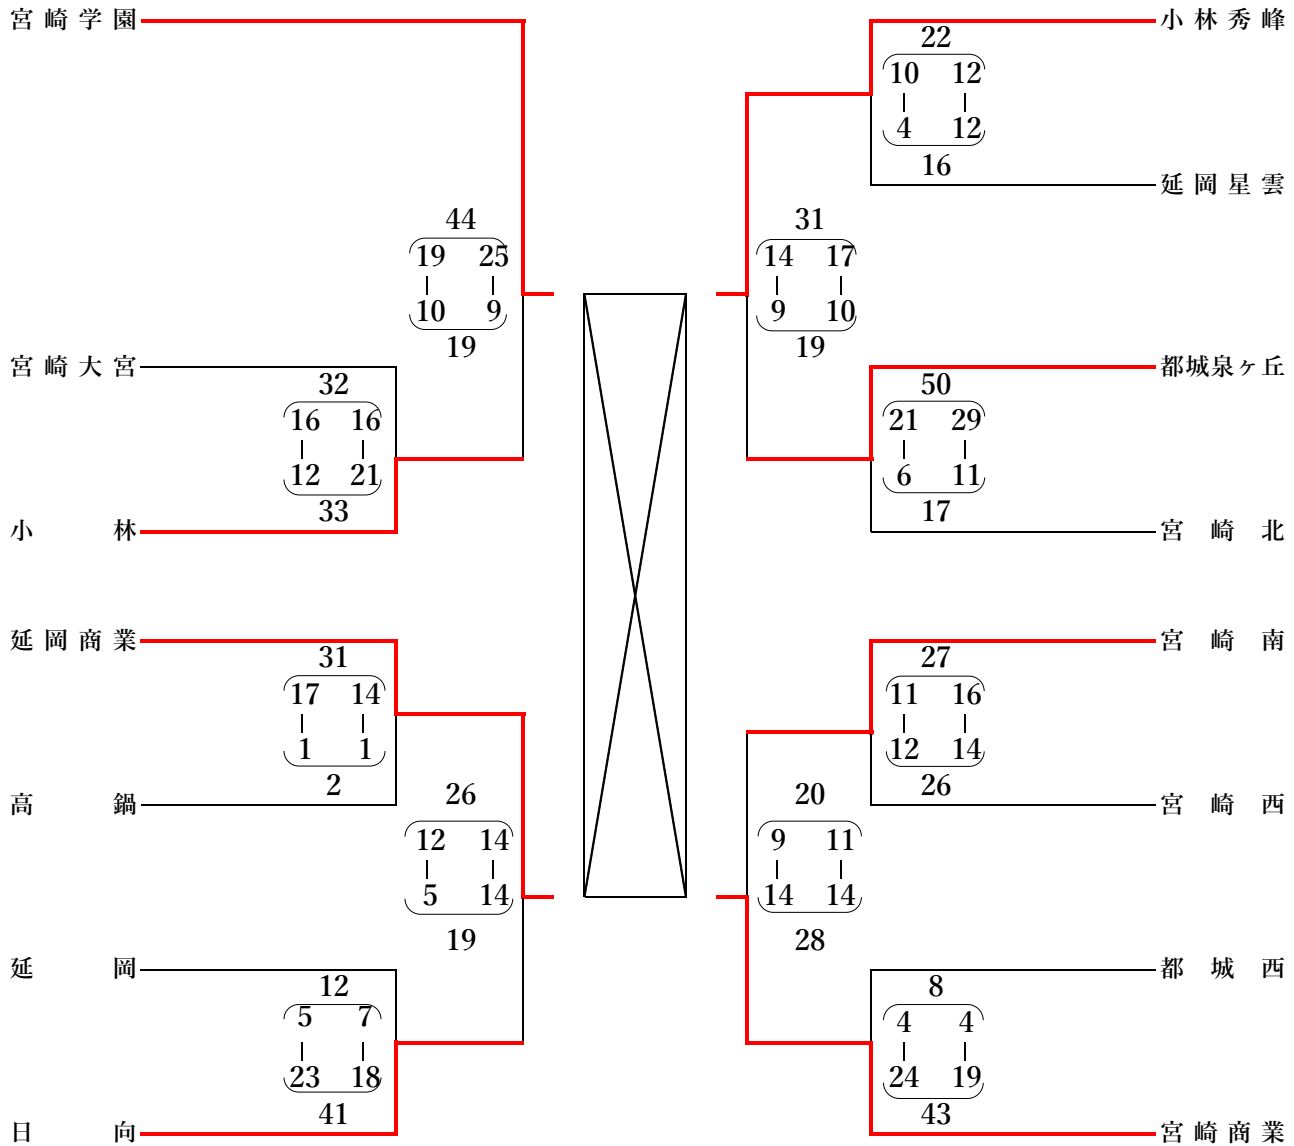 宮崎学園
44
19 25
10 9
19
宮崎大宮
32
16 16
12 21
33
小林
延岡商業
31
17 14
1 1
2
高鍋
26
12 14
5 14
19
延岡
12
5 7
23 18
41
日向
小林秀峰
22
10 12
4 12
16
延岡星雲
31
14 17
9 10
19
都城泉ヶ丘
50
21 29
6 11
17
宮崎北
宮崎南
27
11 16
12 14
26
宮崎西
20
9 11
14 14
28
都城西
8
4 4
24 19
43
宮崎商業